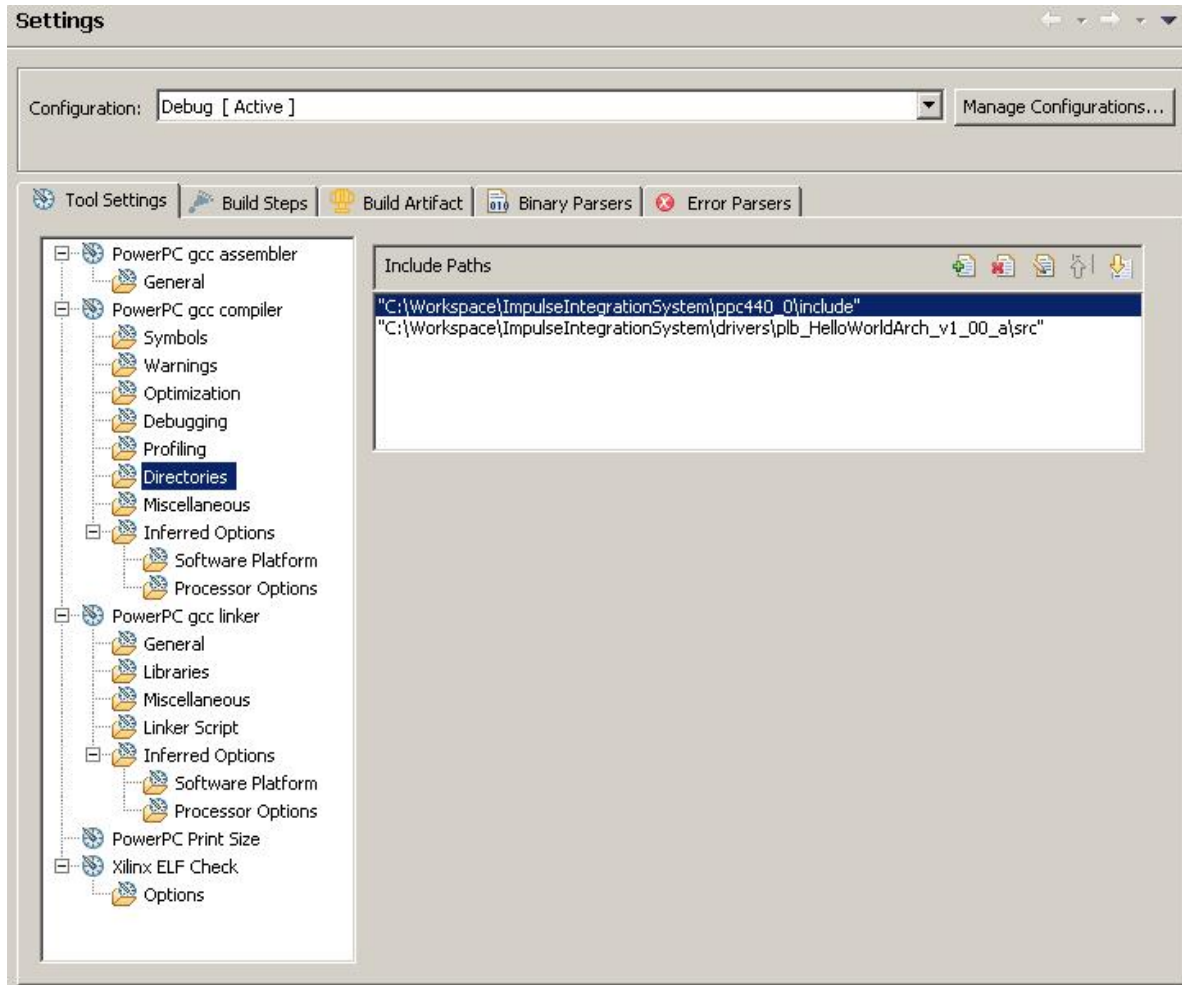 Settings
Configuration: Debug [ Active ] Manage Configurations...
Tool Settings Build Steps Build Artifact Binary Parsers Error Parsers
PowerPC gcc assembler
General
PowerPC gcc compiler
Symbols
Warnings
Optimization
Debugging
Profiling
Directories
Miscellaneous
Inferred Options
Software Platform
Processor Options
PowerPC gcc linker
General
Libraries
Miscellaneous
Linker Script
Inferred Options
Software Platform
Processor Options
PowerPC Print Size
Xilinx ELF Check
Options
Include Paths
"C:\Workspace\ImpulseIntegrationSystem\ppc440_0\include"
"C:\Workspace\ImpulseIntegrationSystem\drivers\plb_HelloWorldArch_v1_00_a\src"